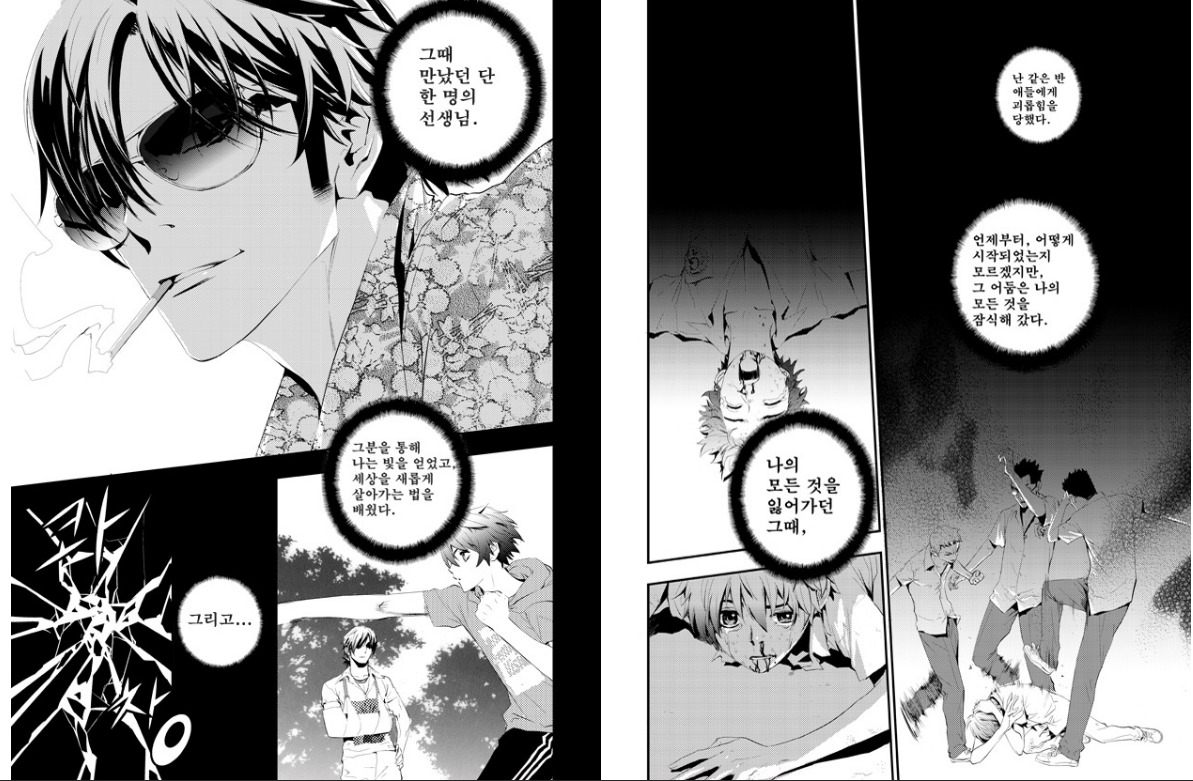 난 같은 반
애들에게
괴롭힘을
당했다.
언제부터, 어떻게
시작되었는지
모르겠지만,
그 어둠은 나의
모든 것을
잠식해 갔다.
나의
모든 것을
잃어가던
그때,
그때
만났던 단
한 명의
선생님.
그분을 통해
나는 빛을 얻었고,
세상을 새롭게
살아가는 법을
배웠다.
그리고...